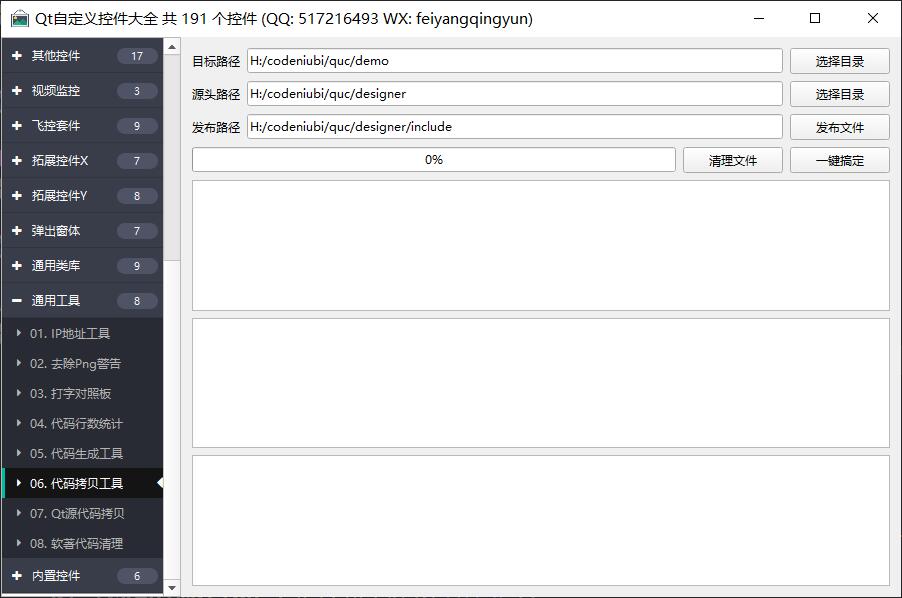 Qt自定义控件大全 共 191 个控件 (QQ: 517216493 WX: feiyangqingyun)
其他控件 17
视频监控 3
飞控套件 9
拓展控件X 7
拓展控件Y 8
弹出窗体 7
通用类库 9
通用工具 8
01. IP地址工具
02. 去除Png警告
03. 打字对照板
04. 代码行数统计
05. 代码生成工具
06. 代码拷贝工具
07. Qt源代码拷贝
08. 软著代码清理
内置控件 6
目标路径 H:/codeniubi/quc/demo 选择目录
源头路径 H:/codeniubi/quc/designer 选择目录
发布路径 H:/codeniubi/quc/designer/include 发布文件
0% 清理文件 一键搞定